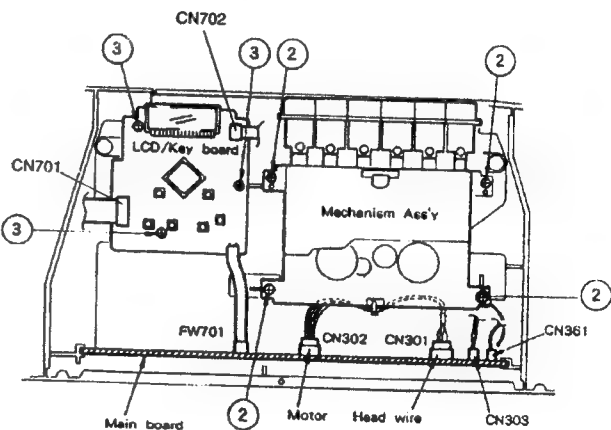 CN702
3
3
2
2
LCD/Key board
CN701
Mechanism Ass'y
3
2
FW701
CN302
CN301
CN361
2
Main board
Motor
Head wire
CN303